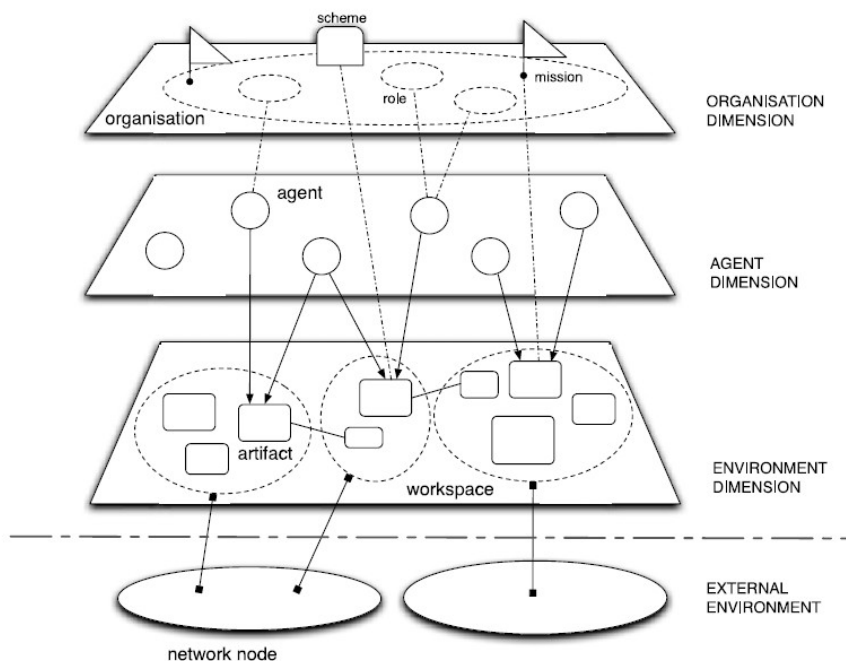 scheme
mission
role
organisation
ORGANISATION
DIMENSION
agent
AGENT
DIMENSION
artifact
workspace
ENVIRONMENT
DIMENSION
EXTERNAL
ENVIRONMENT
network node